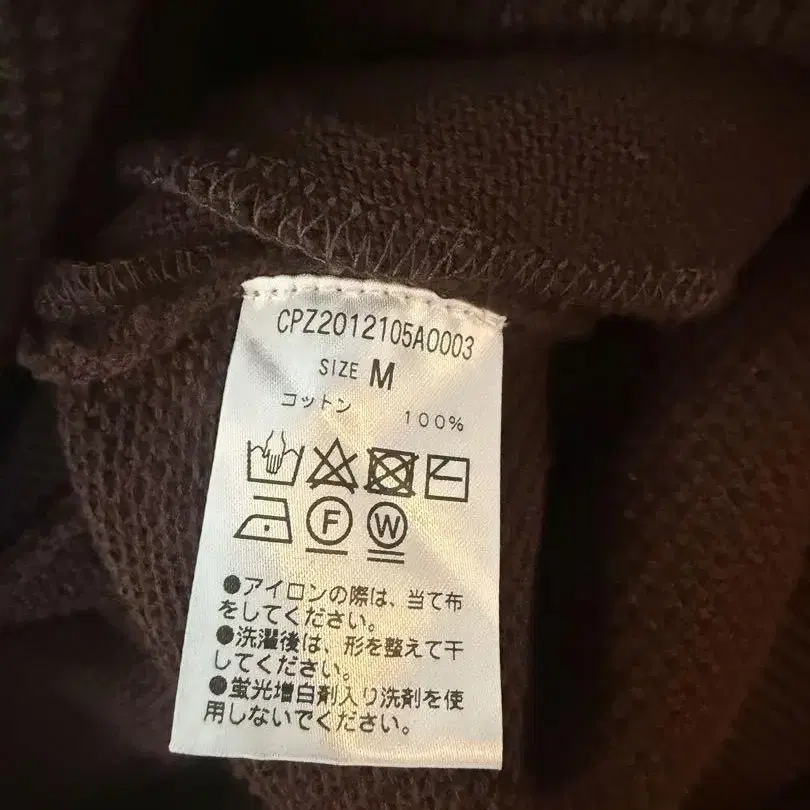 CPZ2012105A0003
SIZE M
コットン 100%
F W
●アイロンの際は、当て布
をしてください。
●洗濯後は、形を整えて干
してください。
●蛍光増白剤入り洗剤を使
用しないでください。